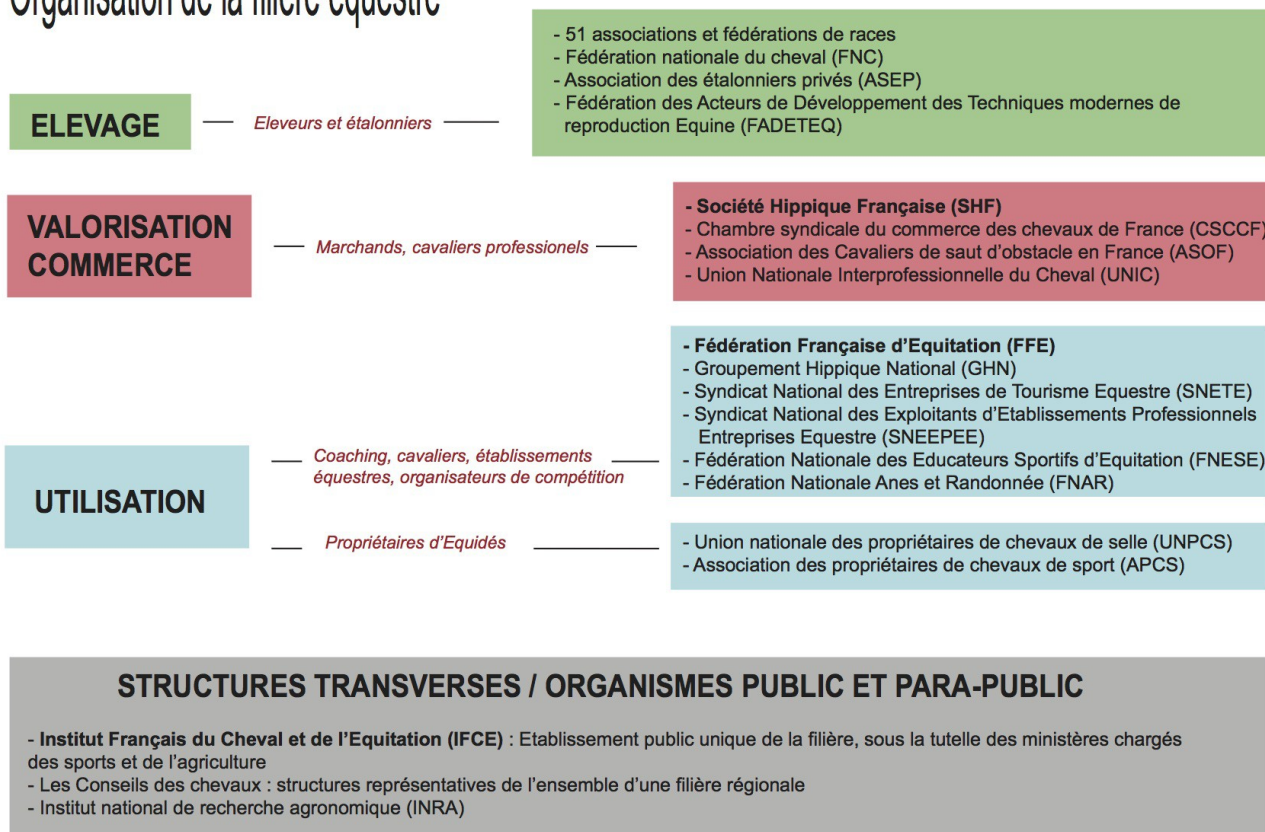 Organisation de la filière équestre
- 51 associations et fédérations de races
- Fédération nationale du cheval (FNC)
- Association des étalonniers privés (ASEP)
- Fédération des Acteurs de Développement des Techniques modernes de
reproduction Equine (FADETEQ)
ELEVAGE
Eleveurs et étalonniers
VALORISATION
COMMERCE
Marchands, cavaliers professionels
- Société Hippique Française (SHF)
- Chambre syndicale du commerce des chevaux de France (CSCCF)
- Association des Cavaliers de saut d'obstacle en France (ASOF)
- Union Nationale Interprofessionnelle du Cheval (UNIC)
UTILISATION
Coaching, cavaliers, établissements
équestres, organisateurs de compétition
- Fédération Française d'Equitation (FFE)
- Groupement Hippique National (GHN)
- Syndicat National des Entreprises de Tourisme Equestre (SNETE)
- Syndicat National des Exploitants d'Etablissements Professionnels
Entreprises Equestre (SNEEPEE)
- Fédération Nationale des Educateurs Sportifs d'Equitation (FNESE)
- Fédération Nationale Anes et Randonnée (FNAR)
Propriétaires d'Equidés
- Union nationale des propriétaires de chevaux de selle (UNPCS)
- Association des propriétaires de chevaux de sport (APCS)
STRUCTURES TRANSVERSES / ORGANISMES PUBLIC ET PARA-PUBLIC
- Institut Français du Cheval et de l'Equitation (IFCE) : Etablissement public unique de la filière, sous la tutelle des ministères chargés
des sports et de l'agriculture
- Les Conseils des chevaux : structures représentatives de l'ensemble d'une filière régionale
- Institut national de recherche agronomique (INRA)